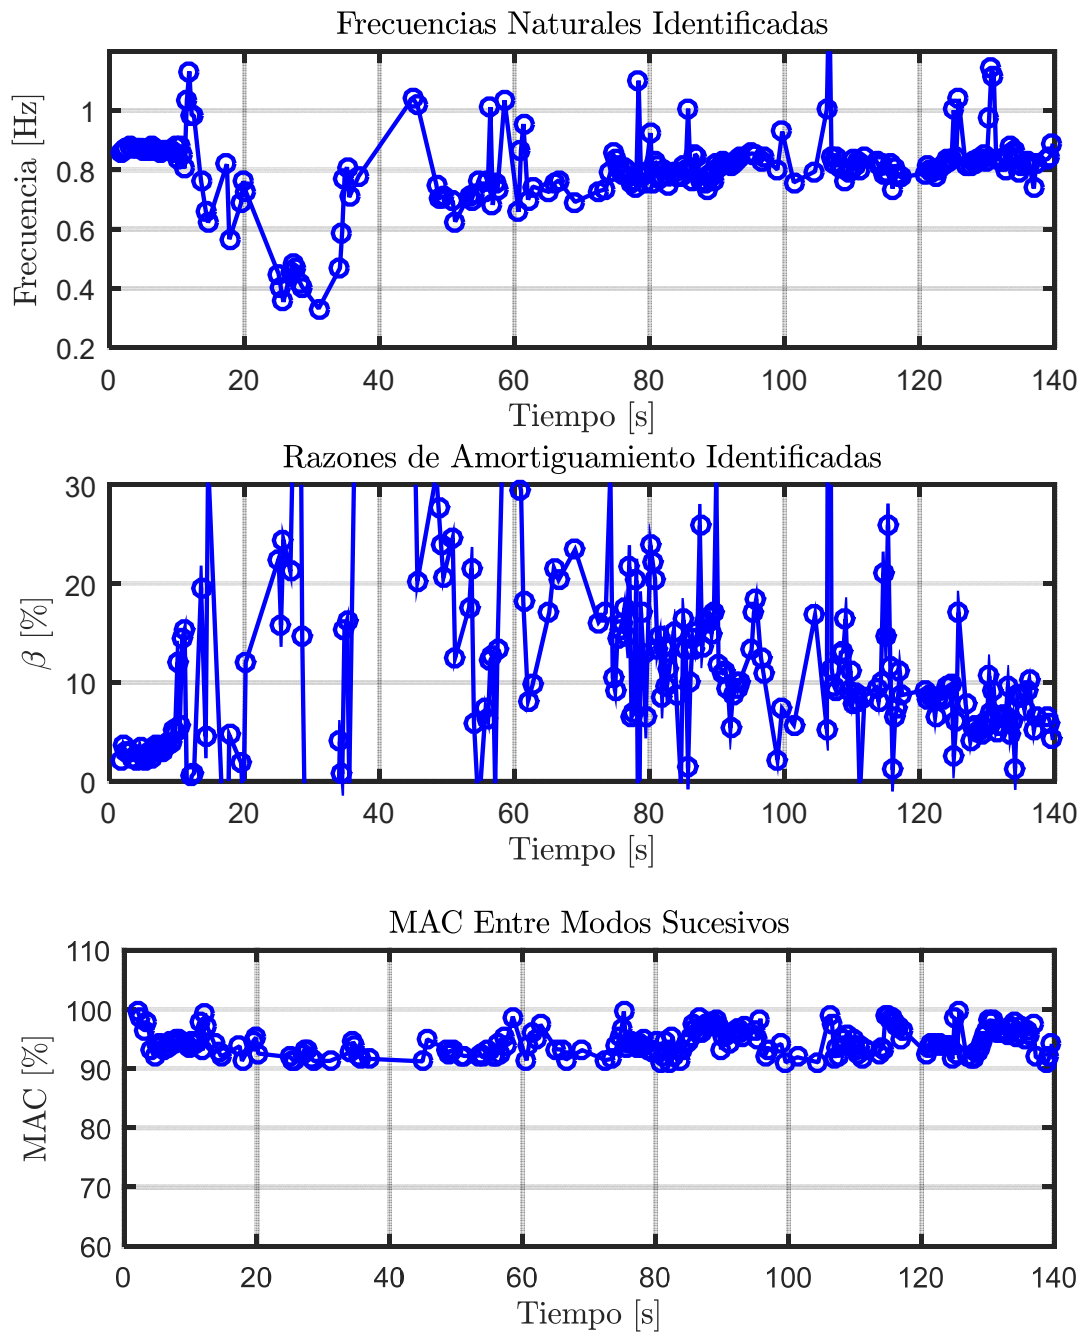 Frecuencias Naturales Identificadas
Frecuencia [Hz]
1
0.8
0.6
0.4
0.2
0 20 40 60 80 100 120 140
Tiempo [s]
Razones de Amortiguamiento Identificadas
β [%]
30
20
10
0
0 20 40 60 80 100 120 140
Tiempo [s]
MAC Entre Modos Sucesivos
MAC [%]
110
100
90
80
70
60
0 20 40 60 80 100 120 140
Tiempo [s]